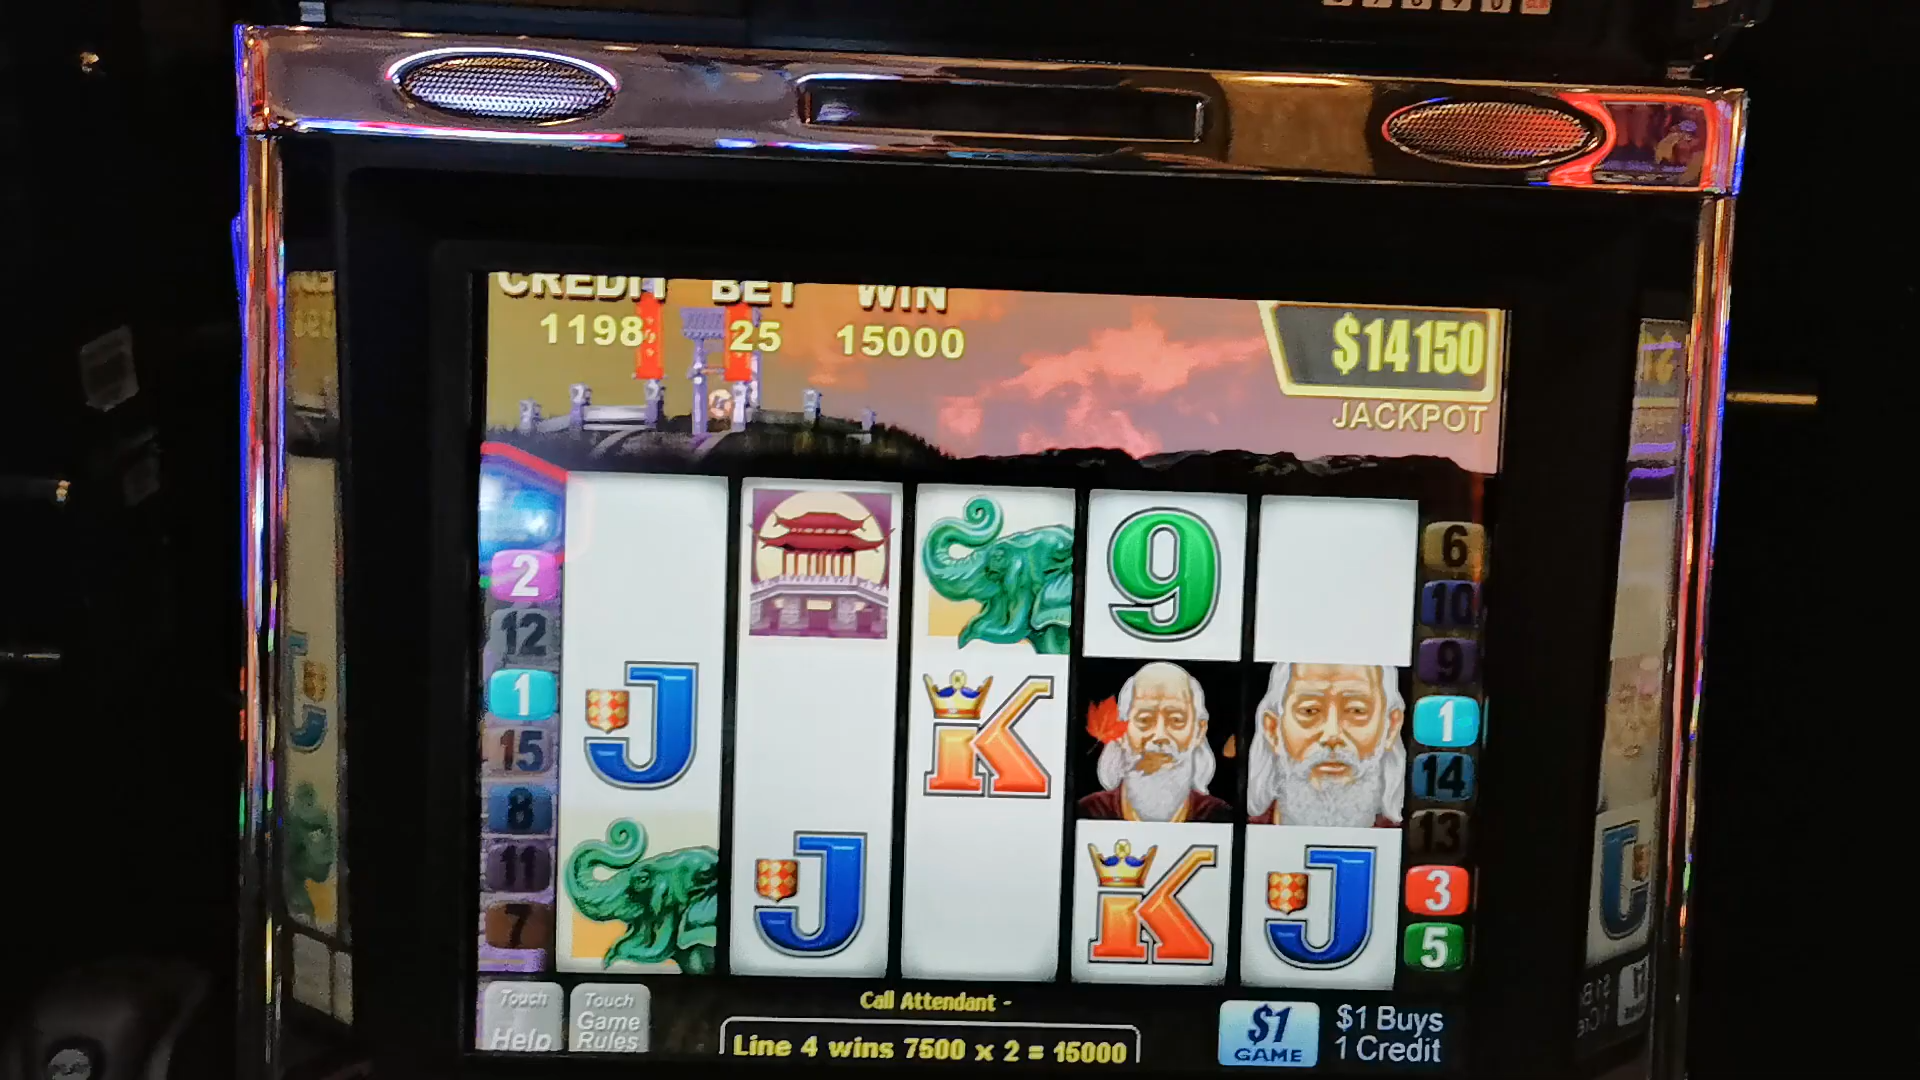 CREDIT BET WIN
1198 25 15000
$14150
JACKPOT
9
6
2
10
12
9
1
J
K
1
15
14
8
13
11
J
K
J
3
7
5
Touch
Help
Touch
Game
Rules
Call Attendant -
Line 4 wins 7500 x 2 = 15000
$1
GAME
$1 Buys
1 Credit